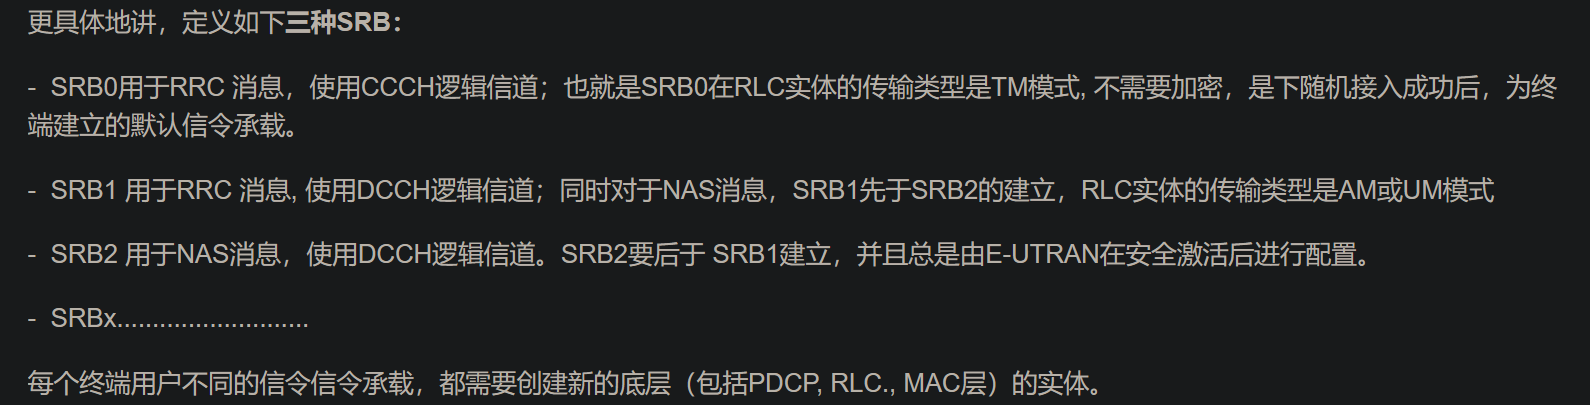 更具体地讲，定义如下三种SRB：
- SRB0用于RRC 消息，使用CCCH逻辑信道；也就是SRB0在RLC实体的传输类型是TM模式, 不需要加密，是下随机接入成功后，为终
端建立的默认信令承载。
- SRB1 用于RRC 消息, 使用DCCH逻辑信道；同时对于NAS消息，SRB1先于SRB2的建立，RLC实体的传输类型是AM或UM模式
- SRB2 用于NAS消息，使用DCCH逻辑信道。SRB2要后于 SRB1建立，并且总是由E-UTRAN在安全激活后进行配置。
- SRBx...........................
每个终端用户不同的信令信令承载，都需要创建新的底层（包括PDCP, RLC., MAC层）的实体。